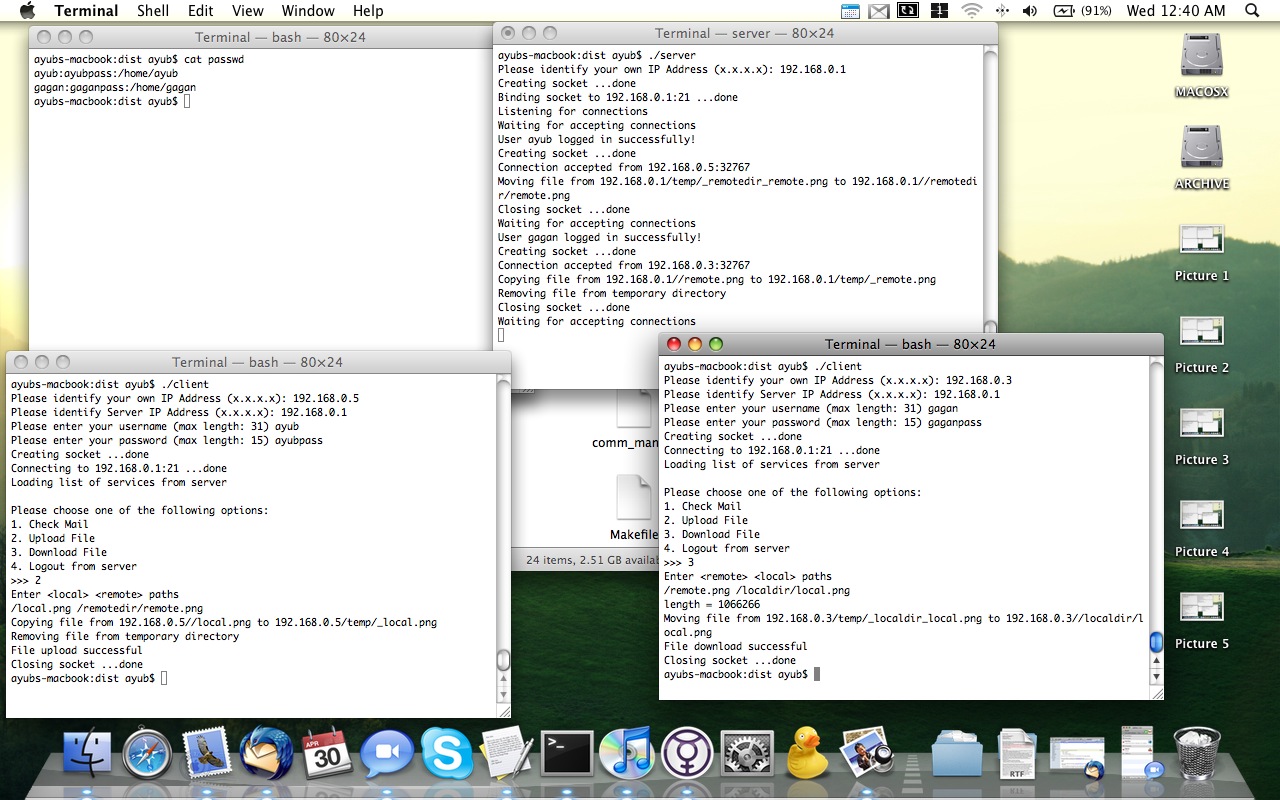 Terminal Shell Edit View Window Help (91%) Wed 12:40 AM
Terminal — bash — 80×24
ayubs-macbook:dist ayub$ cat passwd
ayub:ayubpass:/home/ayub
gagan:gaganpass:/home/gagan
ayubs-macbook:dist ayub$
Terminal — server — 80×24
ayubs-macbook:dist ayub$ ./server
Please identify your own IP Address (x.x.x.x): 192.168.0.1
Creating socket ...done
Binding socket to 192.168.0.1:21 ...done
Listening for connections
Waiting for accepting connections
User ayub logged in successfully!
Creating socket ...done
Connection accepted from 192.168.0.5:32767
Moving file from 192.168.0.1/temp/_remotedir_remote.png to 192.168.0.1//remotedi
r/remote.png
Closing socket ...done
Waiting for accepting connections
User gagan logged in successfully!
Creating socket ...done
Connection accepted from 192.168.0.3:32767
Copying file from 192.168.0.1//remote.png to 192.168.0.1/temp/_remote.png
Removing file from temporary directory
Closing socket ...done
Waiting for accepting connections
Terminal — bash — 80×24
ayubs-macbook:dist ayub$ ./client
Please identify your own IP Address (x.x.x.x): 192.168.0.5
Please identify Server IP Address (x.x.x.x): 192.168.0.1
Please enter your username (max length: 31) ayub
Please enter your password (max length: 15) ayubpass
Creating socket ...done
Connecting to 192.168.0.1:21 ...done
Loading list of services from server
Please choose one of the following options:
1. Check Mail
2. Upload File
3. Download File
4. Logout from server
>>> 2
Enter <local> <remote> paths
/local.png /remotedir/remote.png
Copying file from 192.168.0.5//local.png to 192.168.0.5/temp/_local.png
Removing file from temporary directory
File upload successful
Closing socket ...done
ayubs-macbook:dist ayub$
comm_man
Makefile
24 items, 2.51 GB availab
Terminal — bash — 80×24
ayubs-macbook:dist ayub$ ./client
Please identify your own IP Address (x.x.x.x): 192.168.0.3
Please identify Server IP Address (x.x.x.x): 192.168.0.1
Please enter your username (max length: 31) gagan
Please enter your password (max length: 15) gaganpass
Creating socket ...done
Connecting to 192.168.0.1:21 ...done
Loading list of services from server
Please choose one of the following options:
1. Check Mail
2. Upload File
3. Download File
4. Logout from server
>>> 3
Enter <remote> <local> paths
/remote.png /localdir/local.png
length = 1066266
Moving file from 192.168.0.3/temp/_localdir_local.png to 192.168.0.3//localdir/l
ocal.png
File download successful
Closing socket ...done
ayubs-macbook:dist ayub$
MACOSX
ARCHIVE
Picture 1
Picture 2
Picture 3
Picture 4
Picture 5
APR
30
>_
RTF